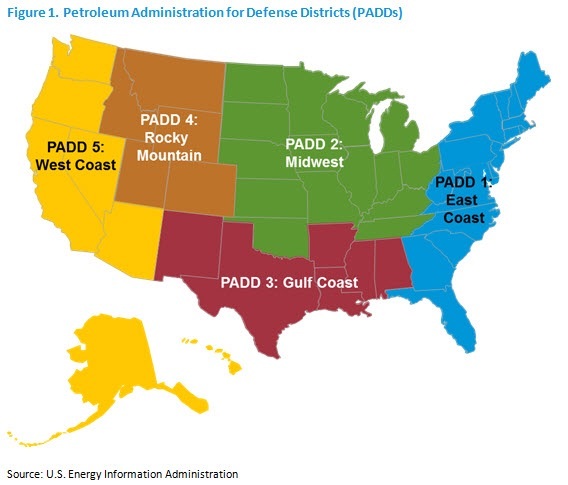 Figure 1. Petroleum Administration for Defense Districts (PADDs)
PADD 5:
West Coast
PADD 4:
Rocky
Mountain
PADD 2:
Midwest
PADD 1:
East
Coast
PADD 3: Gulf Coast
Source: U.S. Energy Information Administration